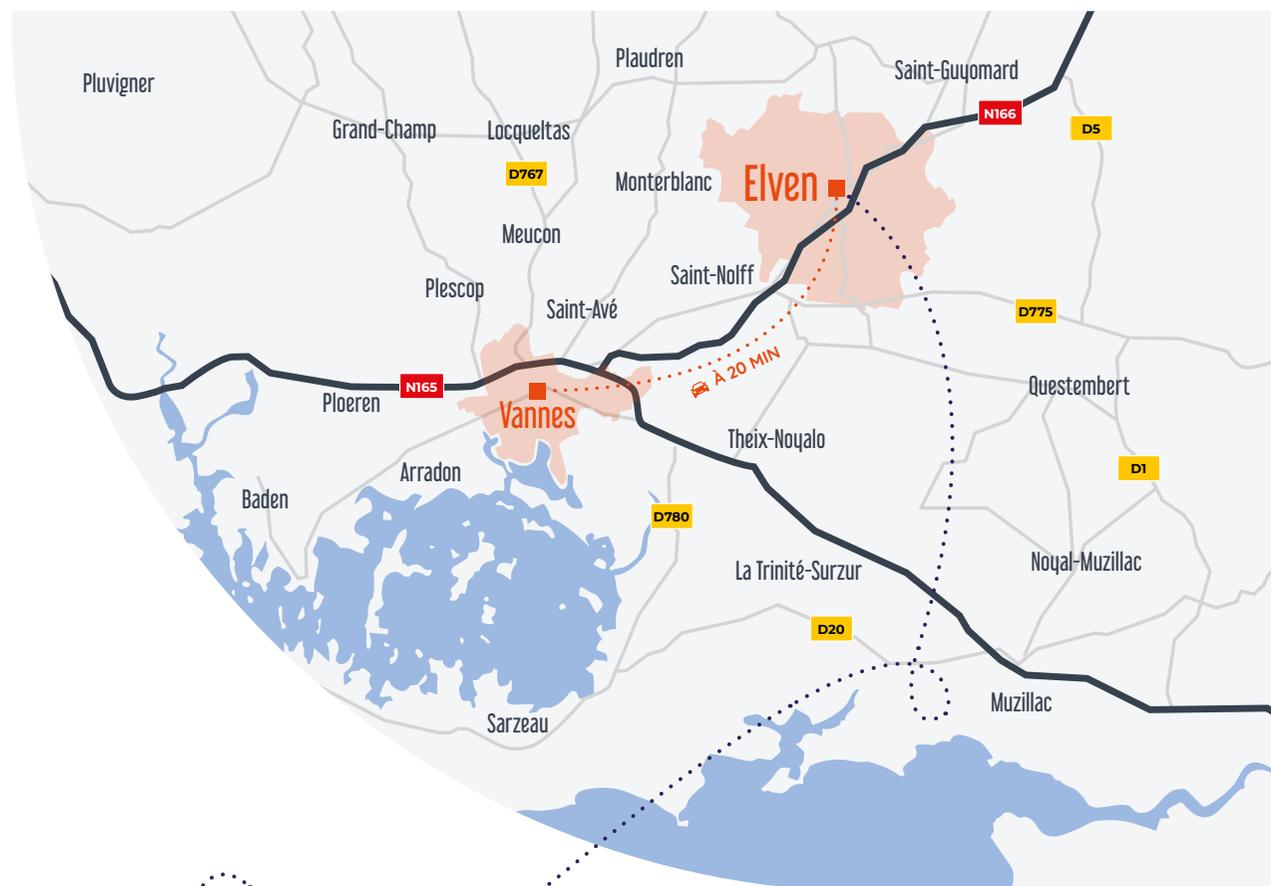 Plaudren
Saint-Guyomard
Pluvigner
N166
D5
Grand-Champ
Locqueltas
D767
Monterblanc
Elven
Meucon
Saint-Nolff
Plescop
Saint-Avé
D775
À 20 MIN
N165
Questembert
Ploeren
Vannes
Theix-Noyalo
D1
Arradon
Baden
D780
La Trinité-Surzur
Noyal-Muzillac
D20
Muzillac
Sarzeau